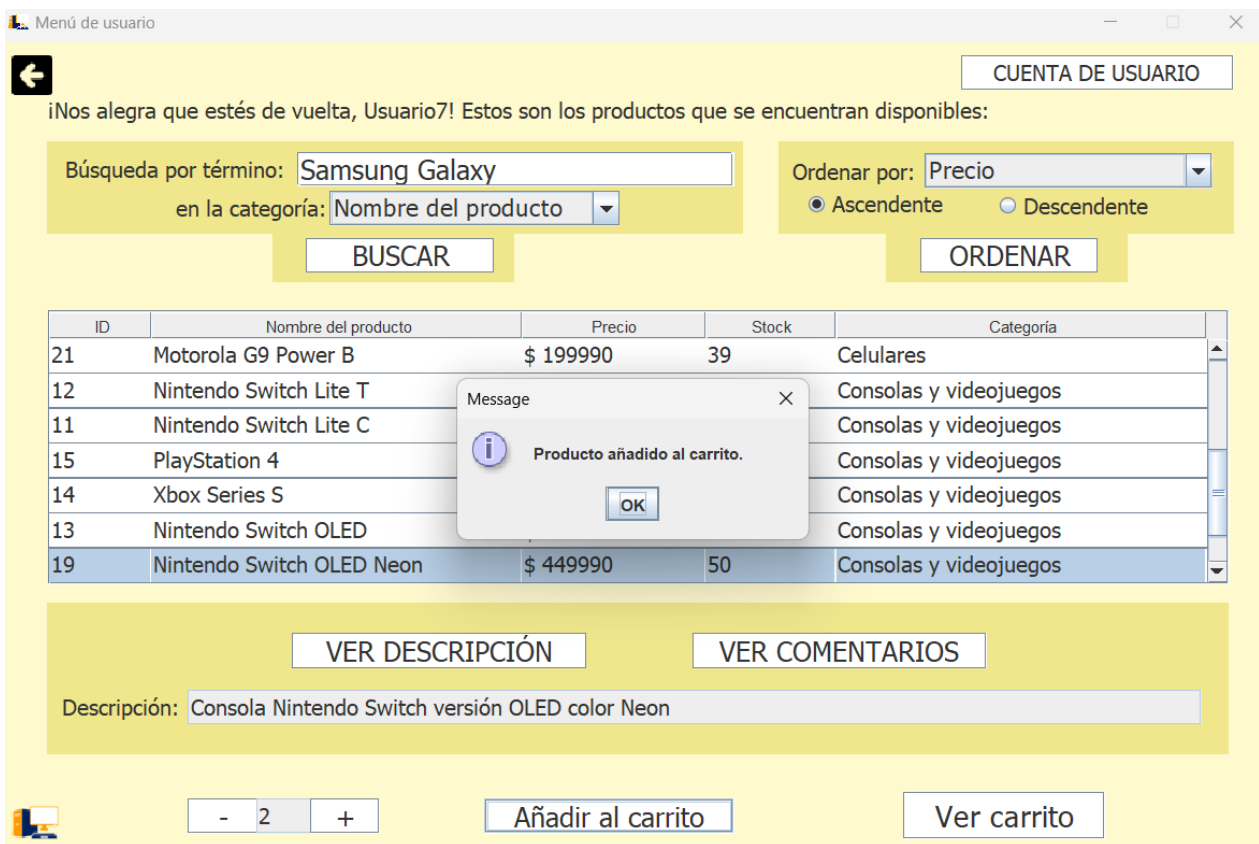 Menú de usuario
CUENTA DE USUARIO
¡Nos alegra que estés de vuelta, Usuario7! Estos son los productos que se encuentran disponibles:
Búsqueda por término: Samsung Galaxy
en la categoría: Nombre del producto
BUSCAR
Ordenar por: Precio
Ascendente Descendente
ORDENAR
ID Nombre del producto Precio Stock Categoría
21 Motorola G9 Power B $ 199990 39 Celulares
12 Nintendo Switch Lite T Consolas y videojuegos
11 Nintendo Switch Lite C Consolas y videojuegos
15 PlayStation 4 Consolas y videojuegos
14 Xbox Series S Consolas y videojuegos
13 Nintendo Switch OLED Consolas y videojuegos
19 Nintendo Switch OLED Neon $ 449990 50 Consolas y videojuegos
Message
Producto añadido al carrito.
OK
VER DESCRIPCIÓN VER COMENTARIOS
Descripción: Consola Nintendo Switch versión OLED color Neon
- 2 + Añadir al carrito Ver carrito